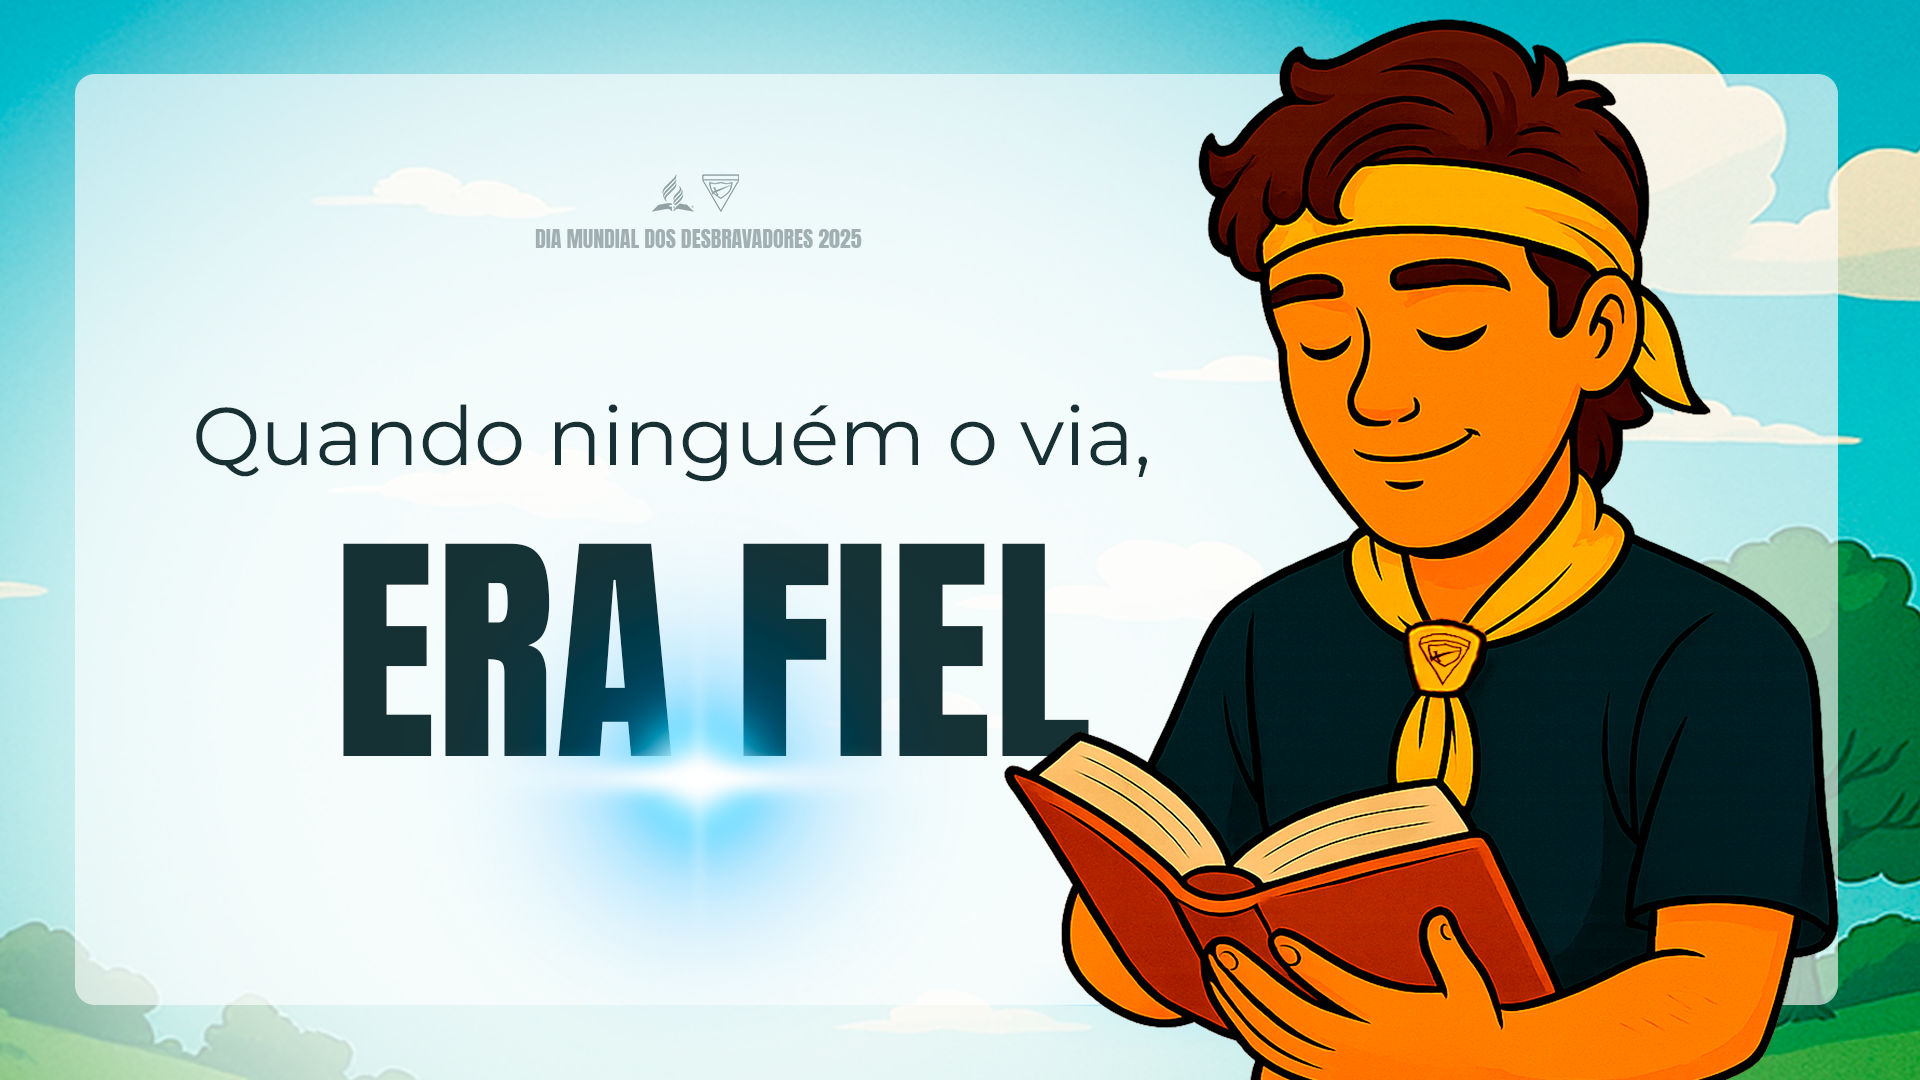 DIA MUNDIAL DOS DESBRAVADORES 2025
Quando ninguém o via,
ERA FIEL